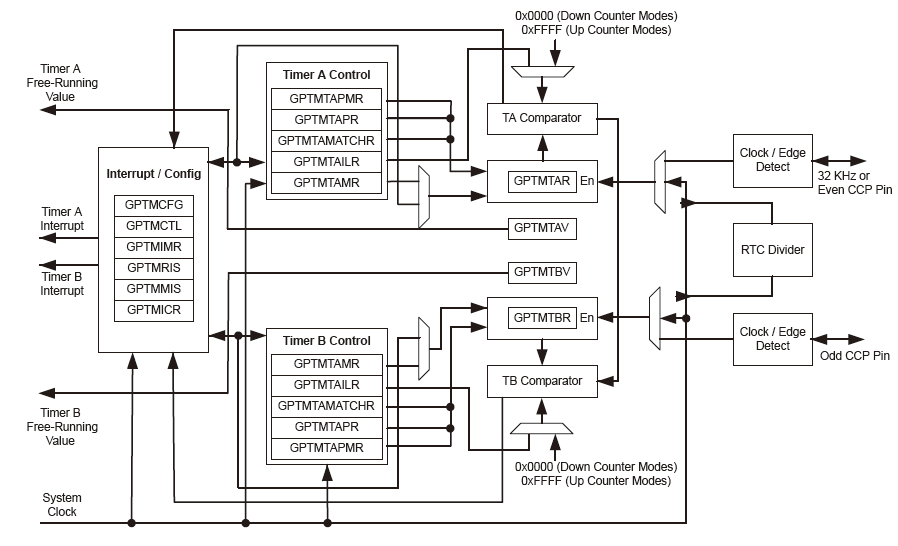 0x0000 (Down Counter Modes)
0xFFFF (Up Counter Modes)
Timer A
Free-Running
Value
Timer A Control
GPTMTAPMR
GPTMTAPR
GPTMTAMATCHR
GPTMTAILR
GPTMTAMR
TA Comparator
Clock / Edge
Detect
32 KHz or
Even CCP Pin
Interrupt / Config
GPTMCFG
GPTMCTL
GPTMIMR
GPTMRIS
GPTMMIS
GPTMICR
GPTMTAR
En
Timer A
Interrupt
Timer B
Interrupt
GPTMTAV
GPTMTBV
RTC Divider
GPTMTBR
En
Timer B Control
GPTMTAMR
GPTMTAILR
GPTMTAMATCHR
GPTMTAPR
GPTMTAPMR
TB Comparator
Clock / Edge
Detect
Odd CCP Pin
Timer B
Free-Running
Value
0x0000 (Down Counter Modes)
0xFFFF (Up Counter Modes)
System
Clock